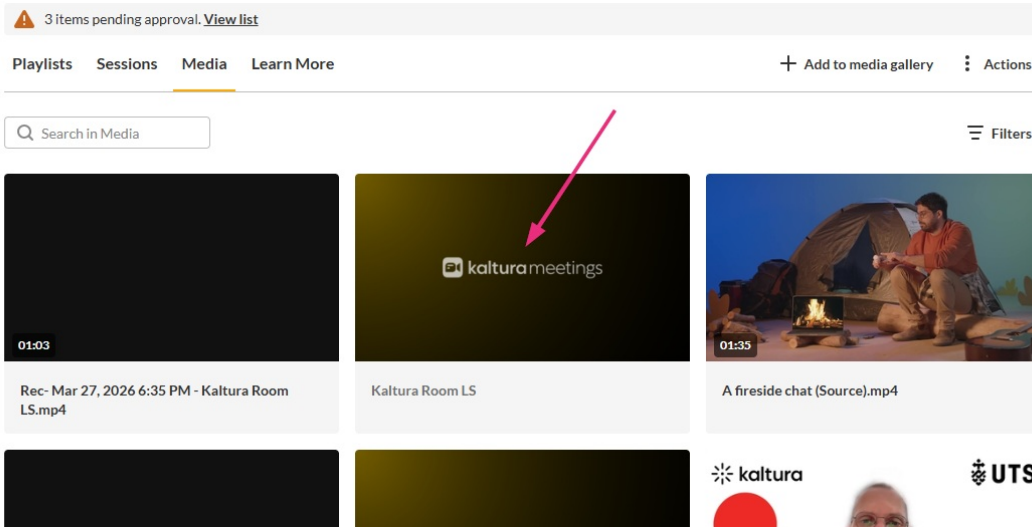 3 items pending approval. View list
Playlists Sessions Media Learn More
Add to media gallery Actions
Search in Media
Filters
kaltura meetings
01:03
01:35
Rec- Mar 27, 2026 6:35 PM - Kaltura Room
LS.mp4
Kaltura Room LS
A fireside chat (Source).mp4
kaltura
UTS